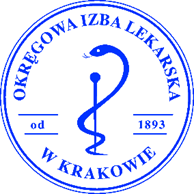 OKRĘGOWA IZBA LEKARSKA
od 1893
W KRAKOWIE